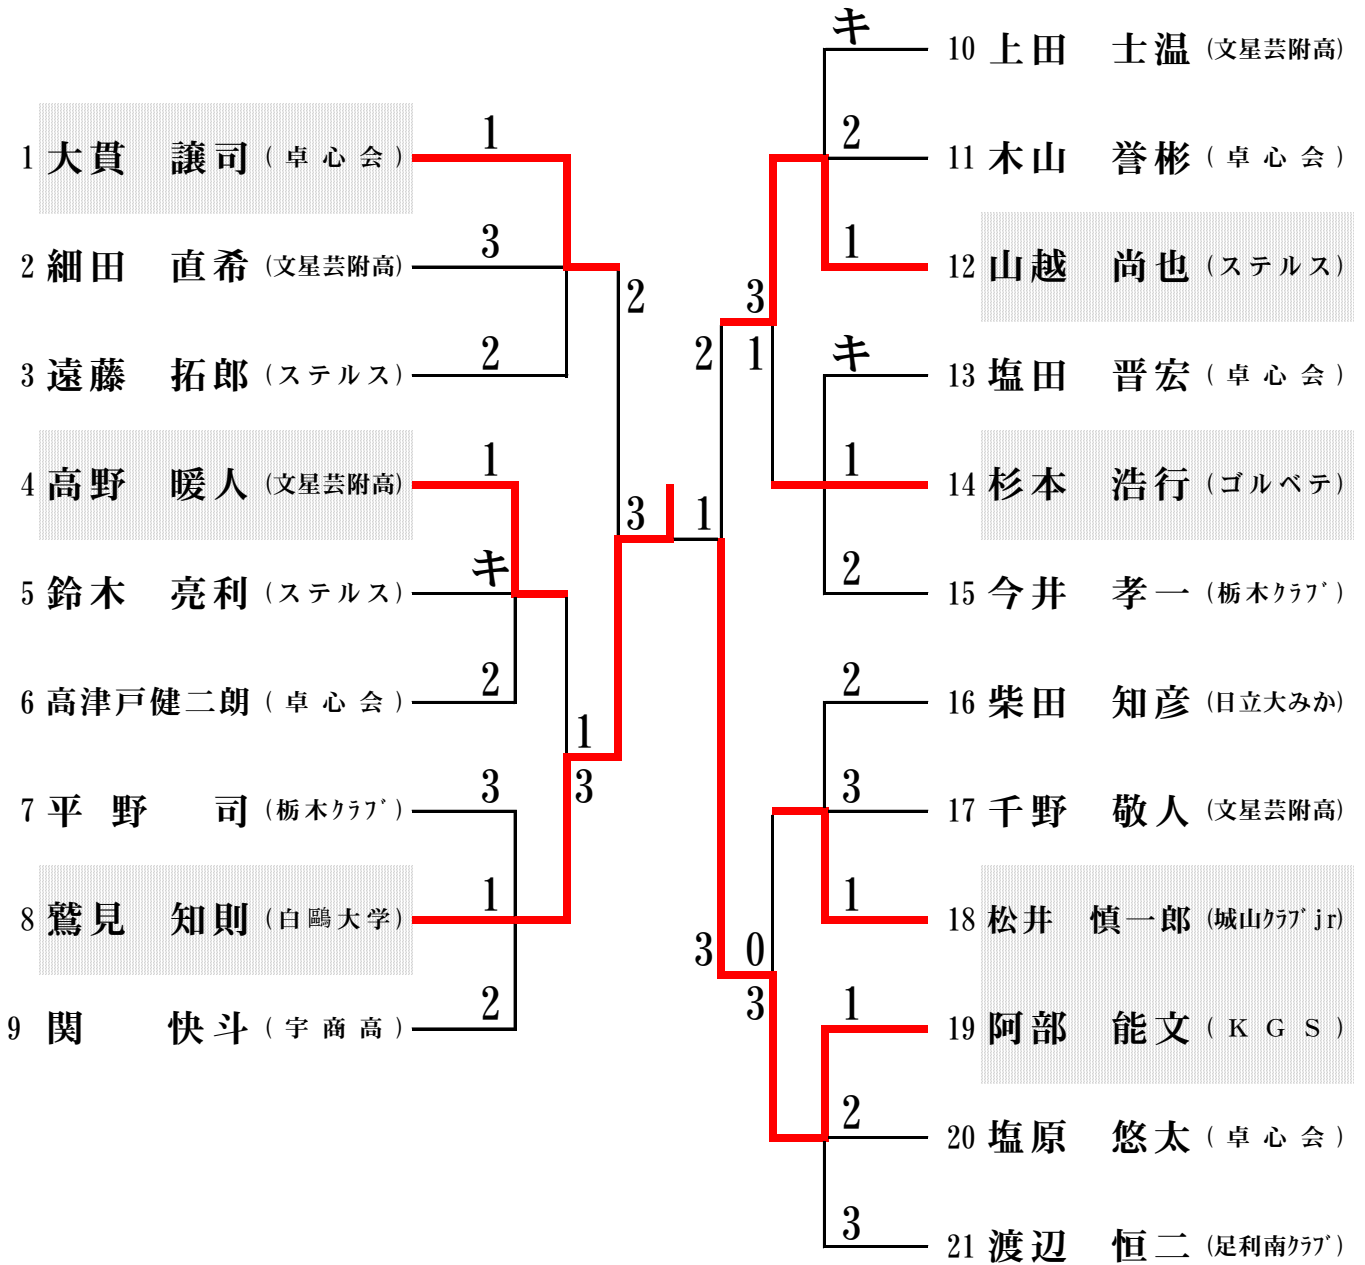 1 大貫 譲司 (卓心会) 1
2 細田 直希 (文星芸附高) 3
3 遠藤 拓郎 (ステルス) 2
4 高野 暖人 (文星芸附高) 1
5 鈴木 亮利 (ステルス) キ
6 高津戸健二朗 (卓心会) 2
7 平野 司 (栃木ｸﾗﾌﾞ) 3
8 鷲見 知則 (白鷗大学) 1
9 関 快斗 (宇商高) 2
2
3
1
3
1
3
1
2
3
0
3
キ 10 上田 士温 (文星芸附高)
2 11 木山 誉彬 (卓心会)
1 12 山越 尚也 (ステルス)
キ 13 塩田 晋宏 (卓心会)
1 14 杉本 浩行 (ゴルベテ)
2 15 今井 孝一 (栃木ｸﾗﾌﾞ)
2 16 柴田 知彦 (日立大みか)
3 17 千野 敬人 (文星芸附高)
1 18 松井 慎一郎 (城山ｸﾗﾌﾞjr)
1 19 阿部 能文 (ＫＧＳ)
2 20 塩原 悠太 (卓心会)
3 21 渡辺 恒二 (足利南ｸﾗﾌﾞ)